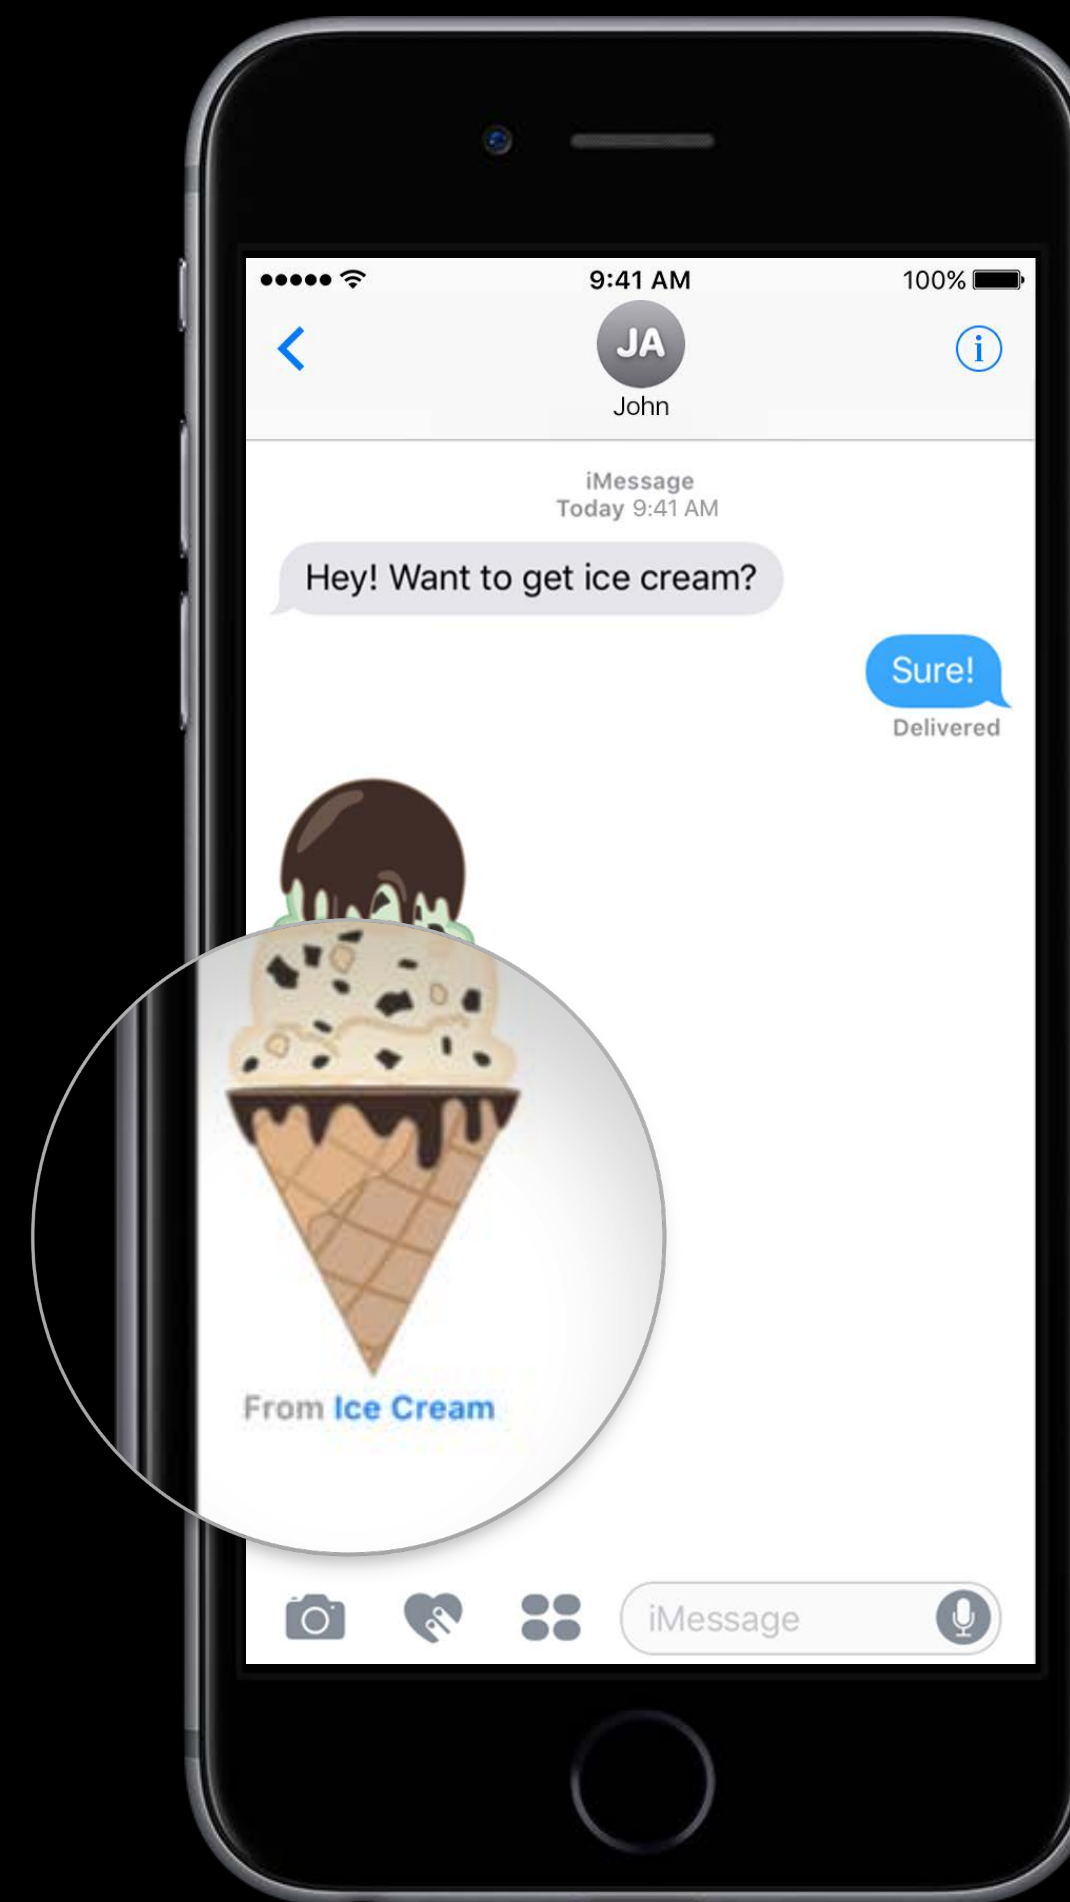 9:41 AM
100%
JA
John
iMessage
Today 9:41 AM
Hey! Want to get ice cream?
Sure!
Delivered
From Ice Cream
iMessage